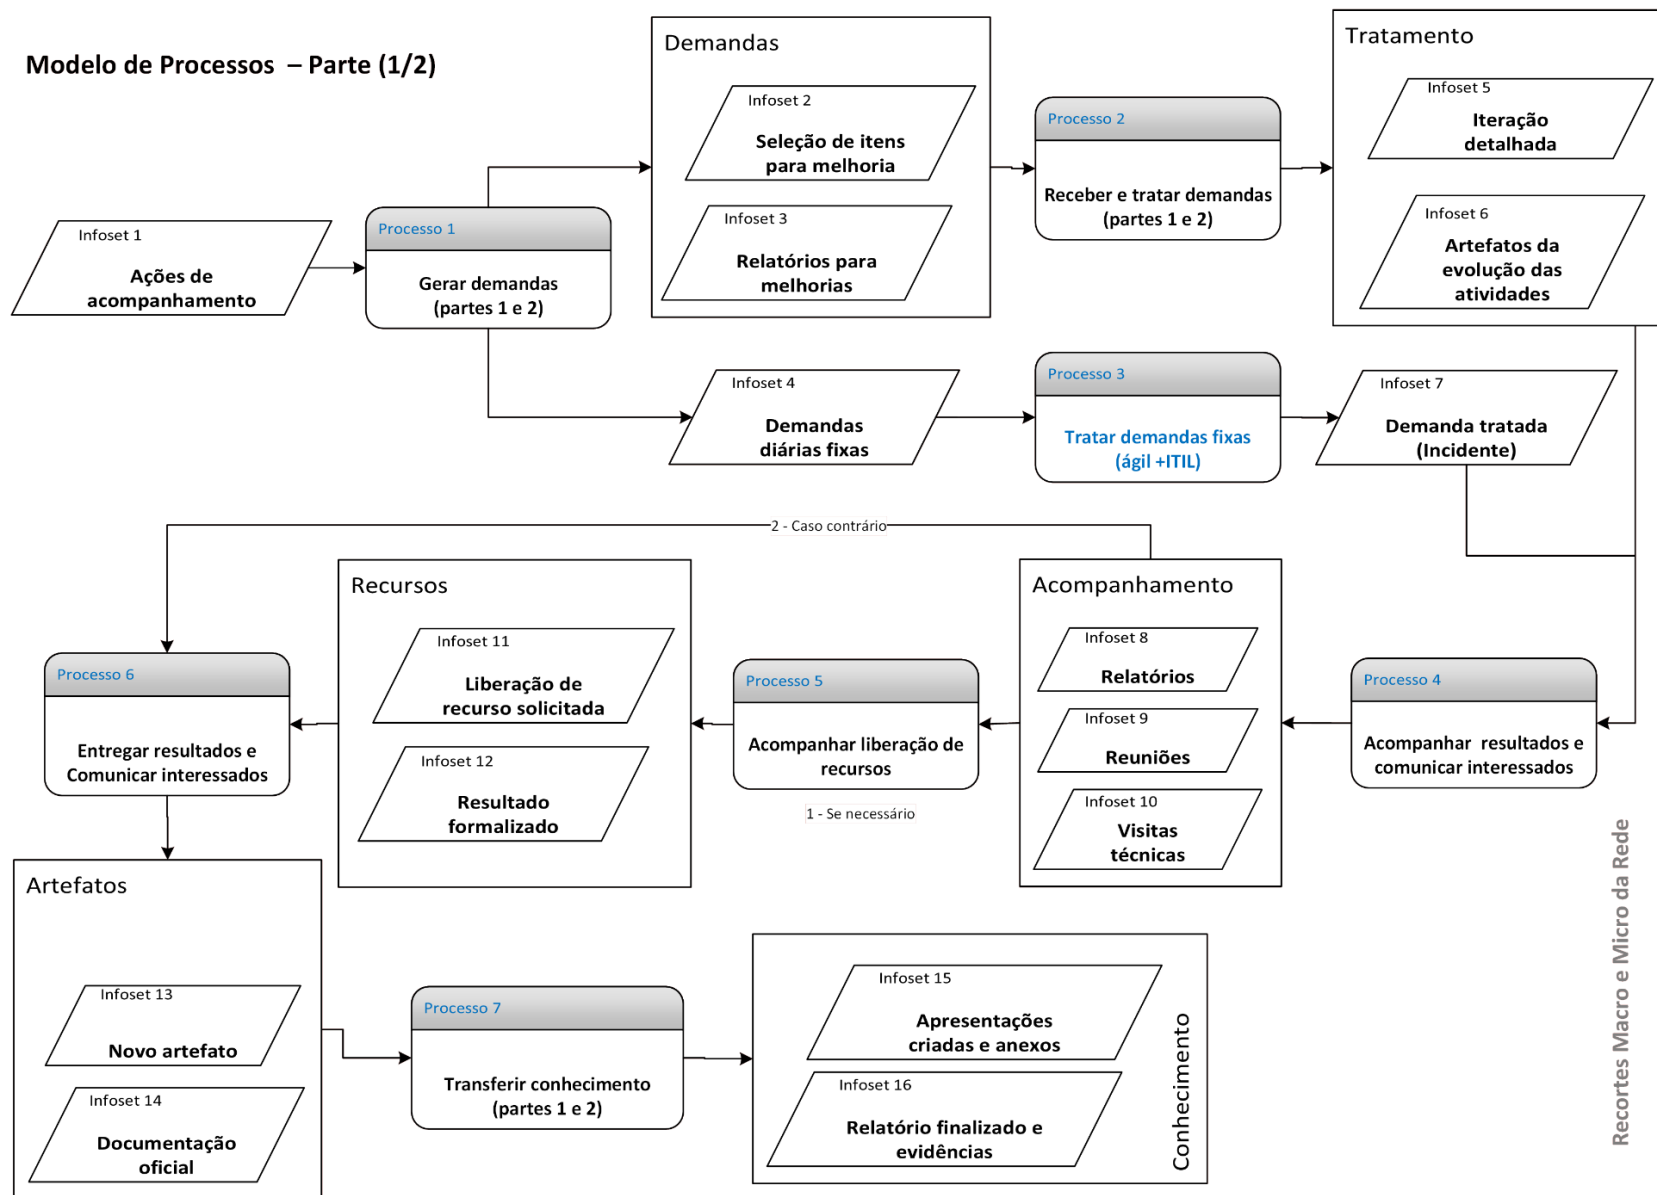 Modelo de Processos – Parte (1/2)
Demandas
Infoset 2
Seleção de itens
para melhoria
Infoset 3
Relatórios para
melhorias
Tratamento
Infoset 5
Iteração
detalhada
Infoset 6
Artefatos da
evolução das
atividades
Processo 2
Receber e tratar demandas
(partes 1 e 2)
Infoset 1
Ações de
acompanhamento
Processo 1
Gerar demandas
(partes 1 e 2)
Infoset 4
Demandas
diárias fixas
Processo 3
Tratar demandas fixas
(ágil +ITIL)
Infoset 7
Demanda tratada
(Incidente)
2 - Caso contrário
Recursos
Infoset 11
Liberação de
recurso solicitada
Infoset 12
Resultado
formalizado
Acompanhamento
Infoset 8
Relatórios
Infoset 9
Reuniões
Infoset 10
Visitas
técnicas
Processo 6
Entregar resultados e
Comunicar interessados
Processo 5
Acompanhar liberação de
recursos
1 - Se necessário
Processo 4
Acompanhar resultados e
comunicar interessados
Artefatos
Infoset 13
Novo artefato
Infoset 14
Documentação
oficial
Processo 7
Transferir conhecimento
(partes 1 e 2)
Infoset 15
Apresentações
criadas e anexos
Infoset 16
Relatório finalizado e
evidências
Conhecimento
Recortes Macro e Micro da Rede